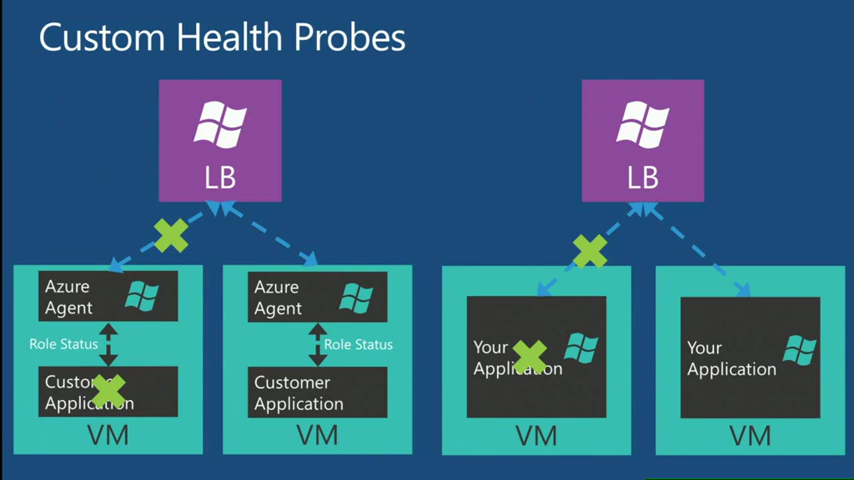 Custom Health Probes
LB
LB
Azure
Agent
Role Status
Customer
Application
VM
Azure
Agent
Role Status
Customer
Application
VM
Your
Application
VM
Your
Application
VM